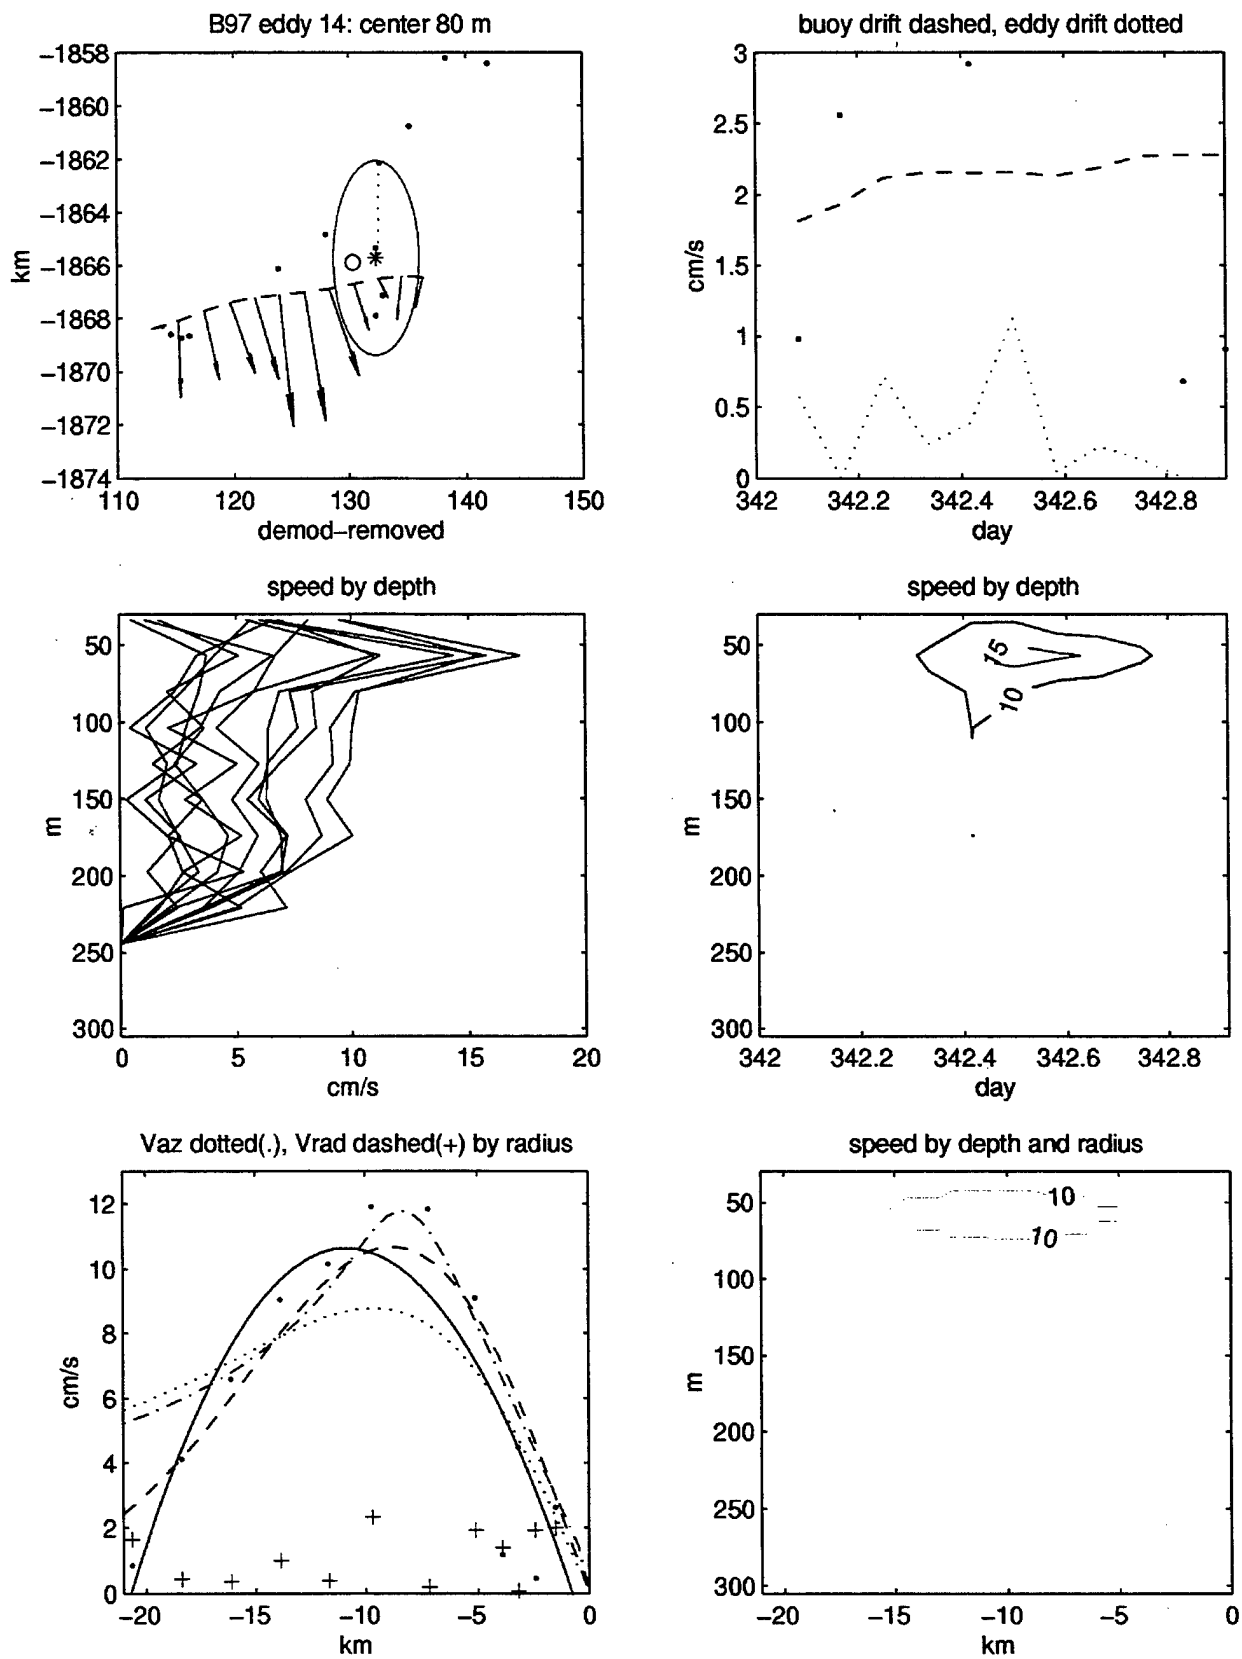 B97 eddy 14: center 80 m
−1858
−1860
−1862
−1864
−1866
−1868
−1870
−1872
−1874
km
110 120 130 140 150
demod−removed
buoy drift dashed, eddy drift dotted
3
2.5
2
1.5
1
0.5
0
cm/s
342 342.2 342.4 342.6 342.8
day
speed by depth
50
100
150
200
250
300
m
0 5 10 15 20
cm/s
speed by depth
50
100
150
200
250
300
m
15
10
342 342.2 342.4 342.6 342.8
day
Vaz dotted(.), Vrad dashed(+) by radius
12
10
8
6
4
2
0
cm/s
−20 −15 −10 −5 0
km
speed by depth and radius
50
100
150
200
250
300
m
10
10
−20 −15 −10 −5 0
km